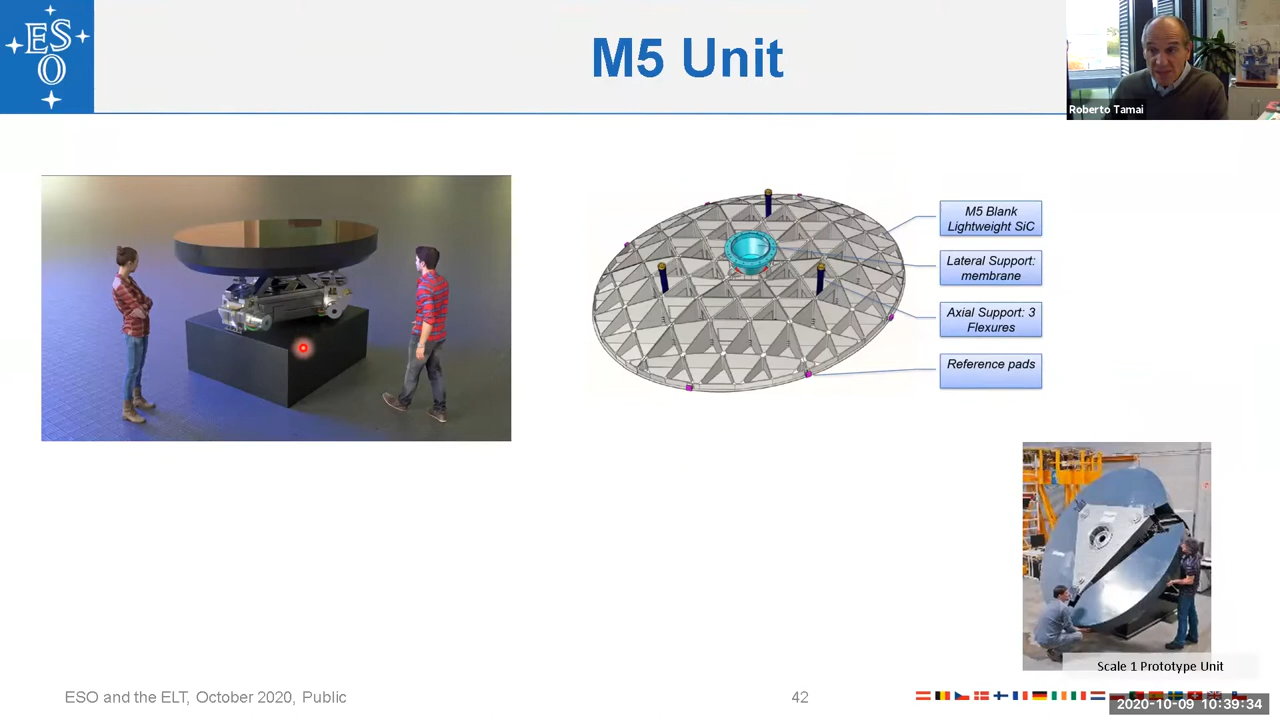 ESO
M5 Unit
Roberto Tamai
M5 Blank
Lightweight SiC
Lateral Support:
membrane
Axial Support: 3
Flexures
Reference pads
Scale 1 Prototype Unit
ESO and the ELT, October 2020, Public
42
2020-10-09 10:39:34